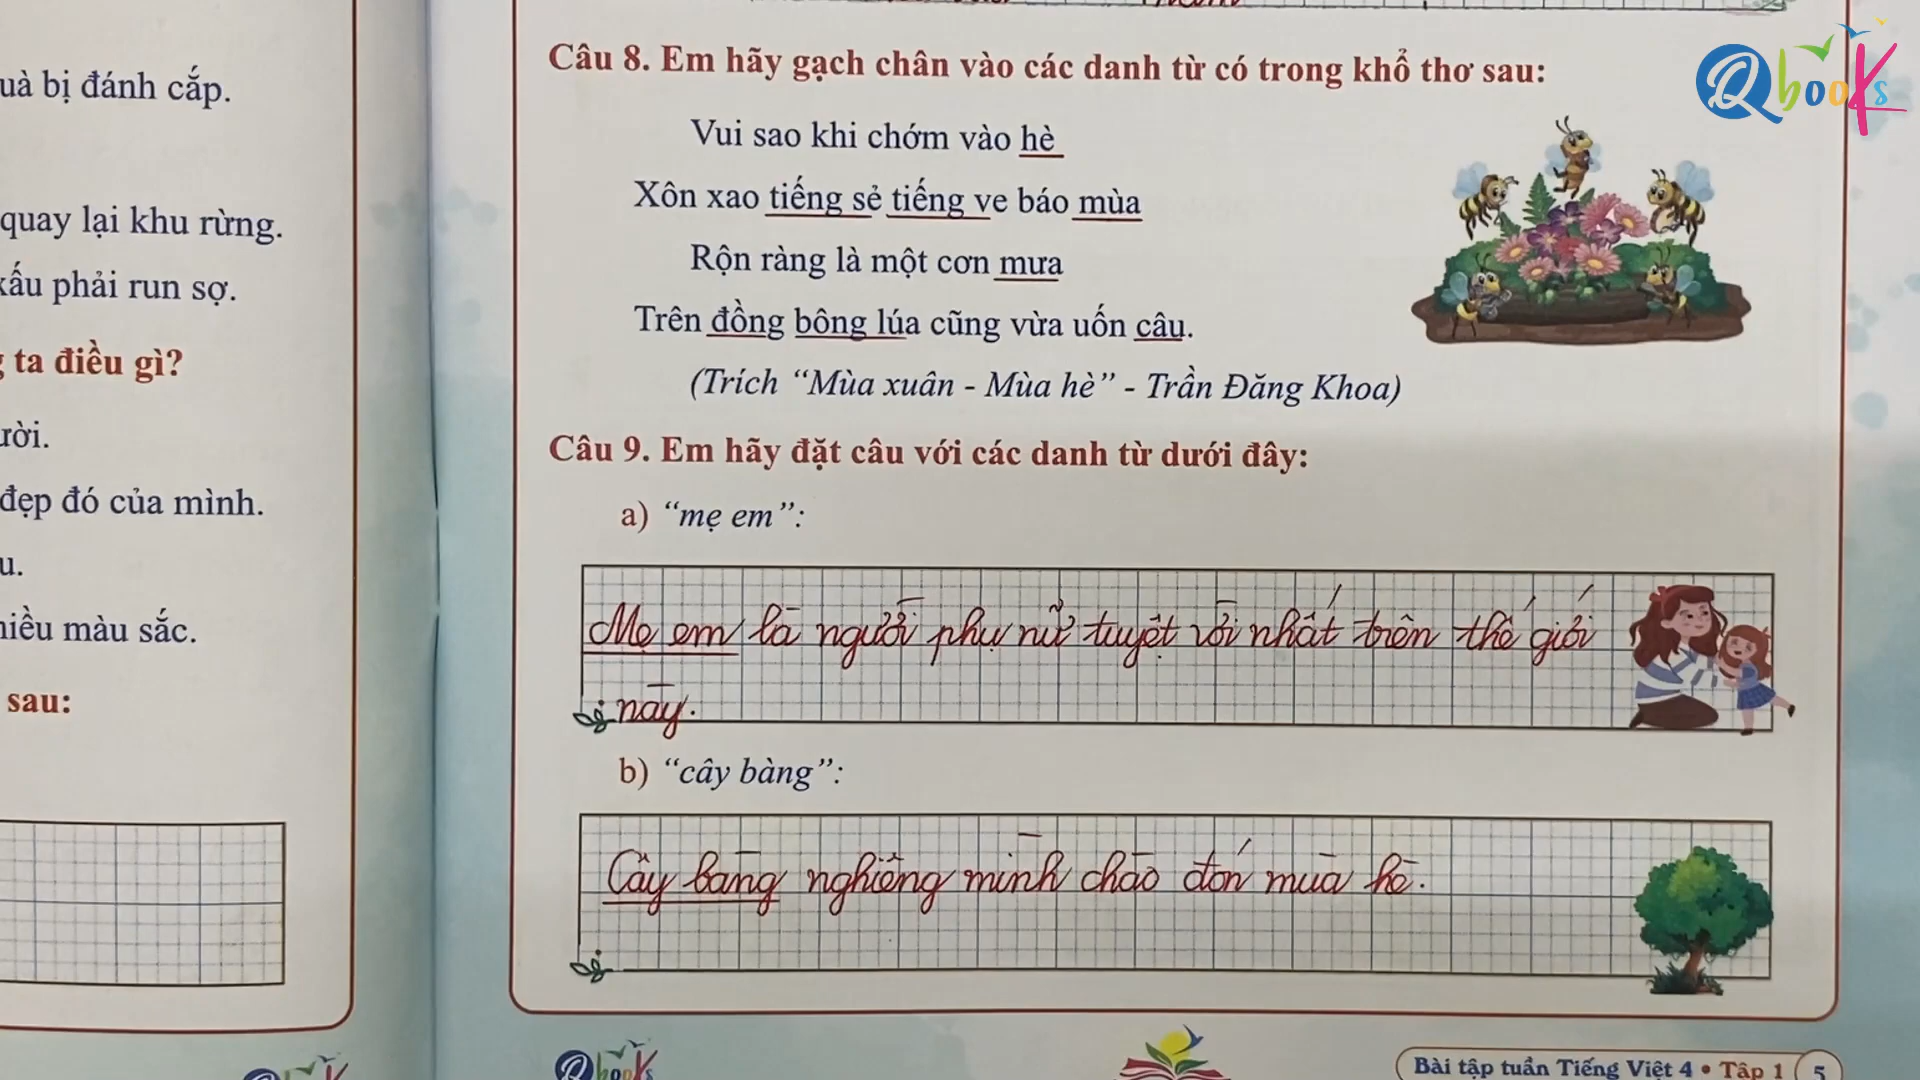 Qbooks
uà bị đánh cắp.
quay lại khu rừng.
xấu phải run sợ.
g ta điều gì?
rời.
đẹp đó của mình.
u.
hiều màu sắc.
sau:
Câu 8. Em hãy gạch chân vào các danh từ có trong khổ thơ sau:
Vui sao khi chớm vào hè
Xôn xao tiếng sẻ tiếng ve báo mùa
Rộn ràng là một cơn mưa
Trên đồng bông lúa cũng vừa uốn câu.
(Trích “Mùa xuân - Mùa hè” - Trần Đăng Khoa)
Câu 9. Em hãy đặt câu với các danh từ dưới đây:
a) “mẹ em”:
Mẹ em là người phụ nữ tuyệt vời nhất trên thế giới
này.
b) “cây bàng”:
Cây bàng nghiêng mình chào đón mùa hè.
Qbooks
Bài tập tuần Tiếng Việt 4 • Tập 1 5